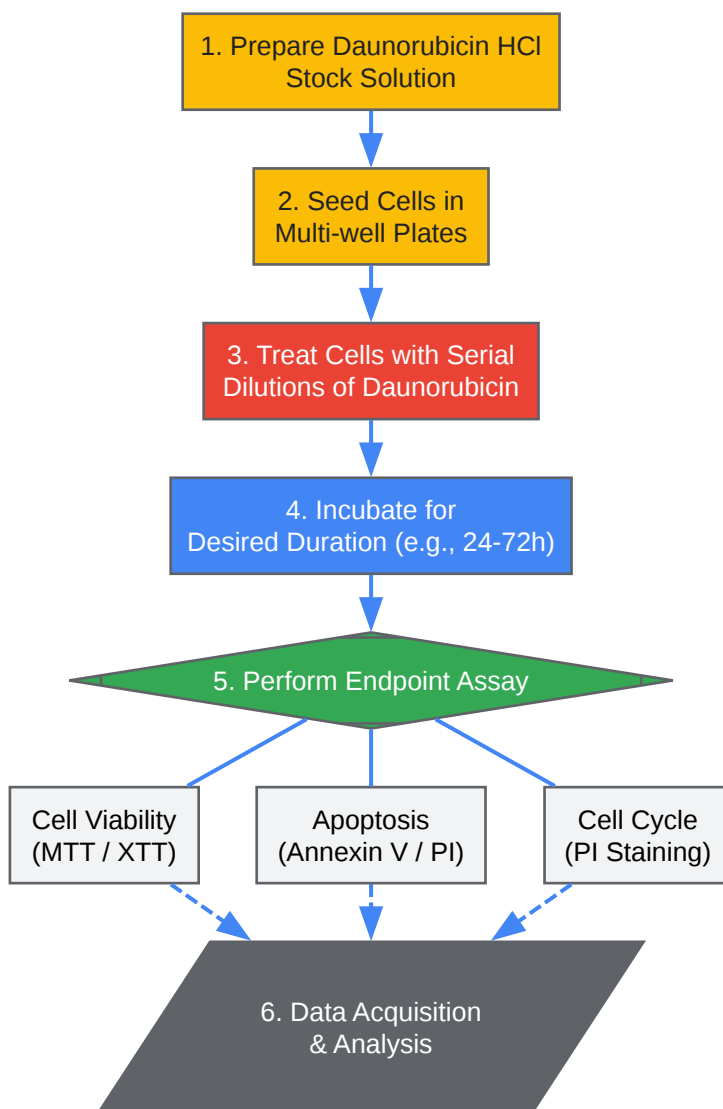 1. Prepare Daunorubicin HCl
Stock Solution
2. Seed Cells in
Multi-well Plates
3. Treat Cells with Serial
Dilutions of Daunorubicin
4. Incubate for
Desired Duration (e.g., 24-72h)
5. Perform Endpoint Assay
Cell Viability
(MTT / XTT)
Apoptosis
(Annexin V / PI)
Cell Cycle
(PI Staining)
6. Data Acquisition
& Analysis